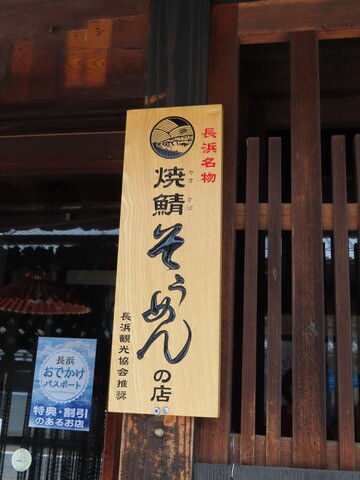 長浜名物
やき さば
焼鯖そうめんの店
長浜観光協会推奨
長浜
おでかけ
パスポート
特典・割引
のあるお店